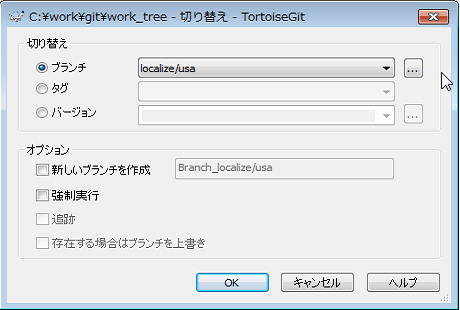 C:¥work¥git¥work_tree - 切り替え - TortoiseGit
切り替え
ブランチ
localize/usa
...
タグ
バージョン
...
オプション
新しいブランチを作成
Branch_localize/usa
強制実行
追跡
存在する場合はブランチを上書き
OK
キャンセル
ヘルプ